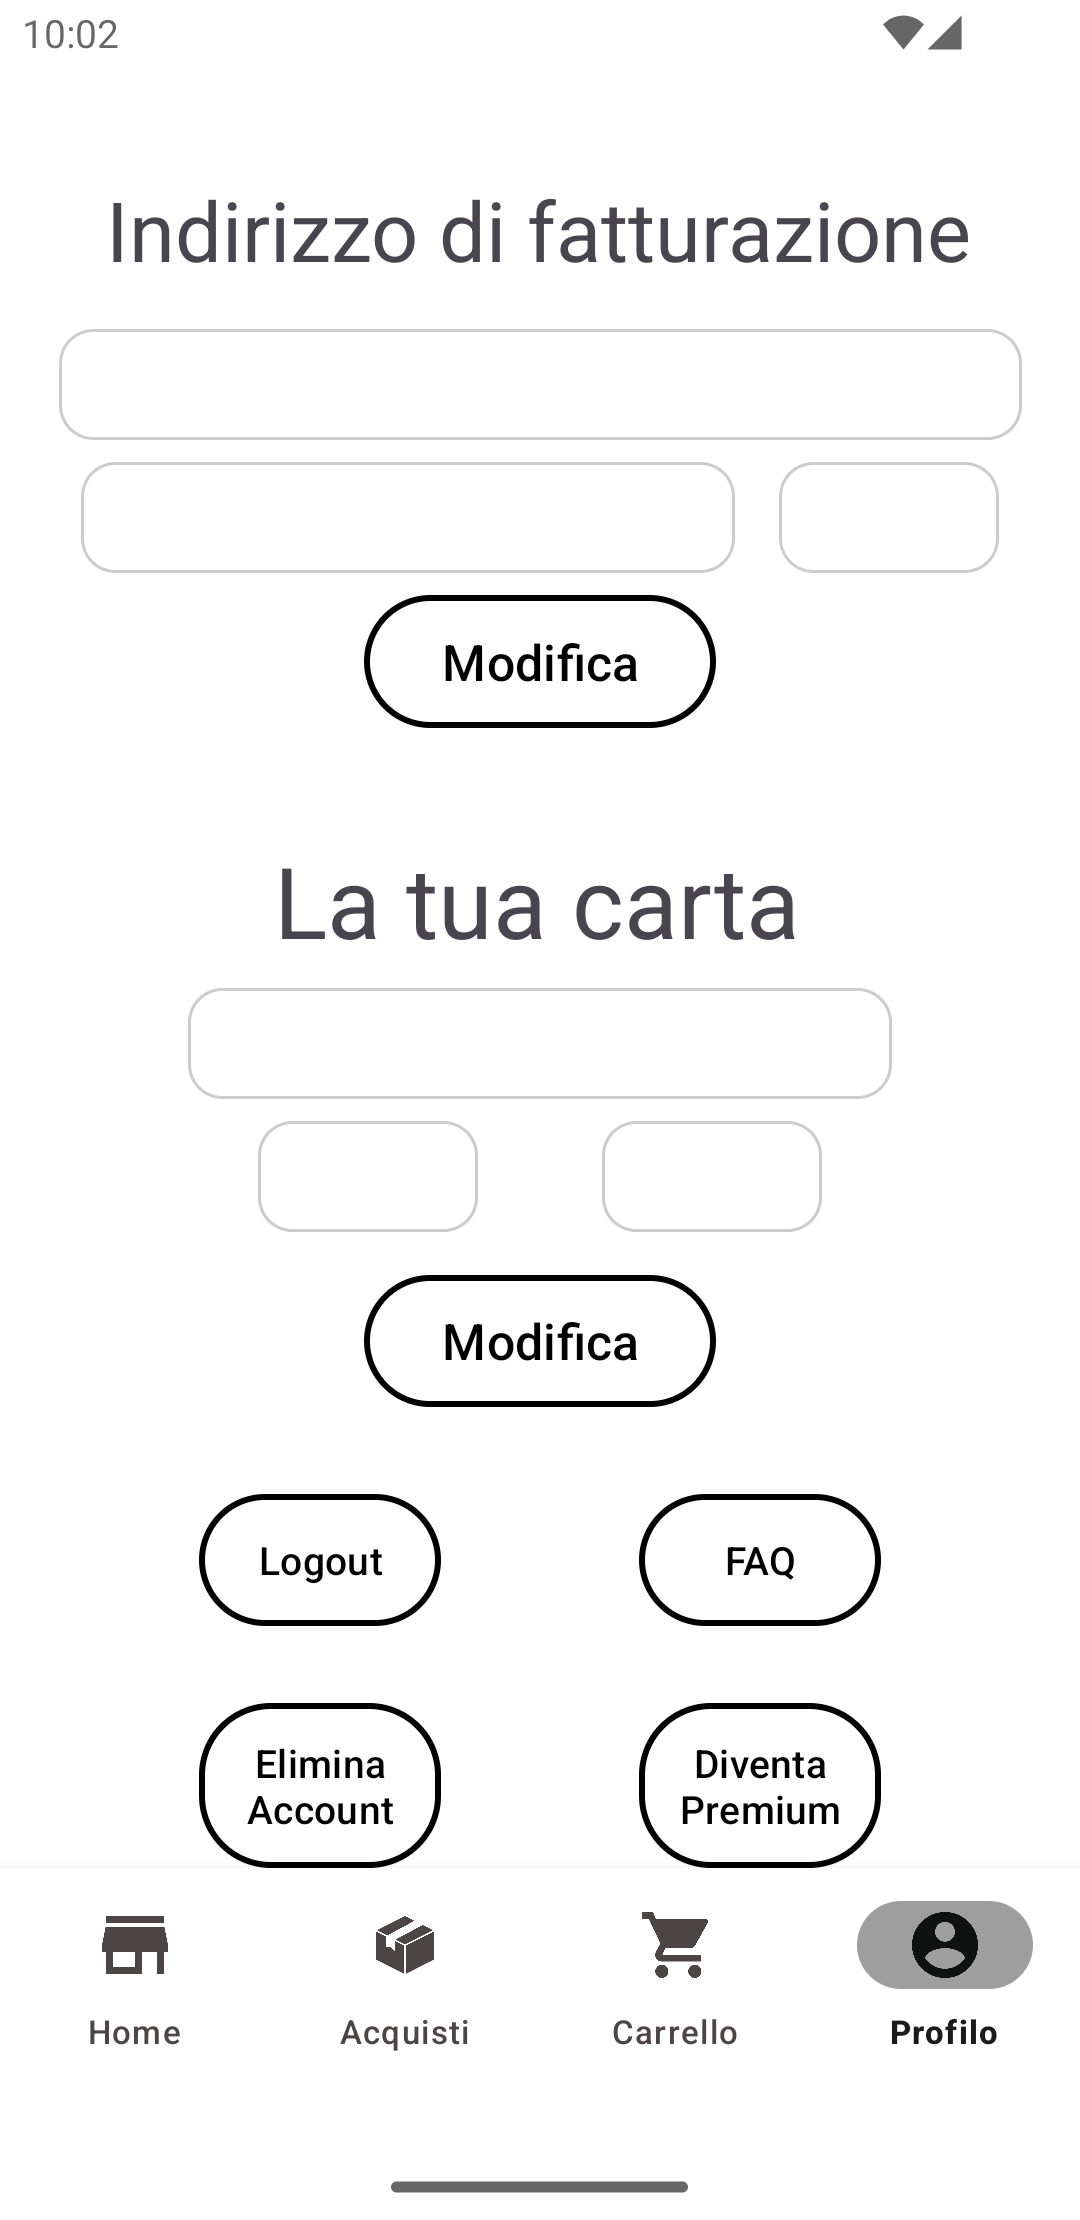 10:02
Indirizzo di fatturazione
Modifica
La tua carta
Modifica
Logout
FAQ
Elimina
Account
Diventa
Premium
Home
Acquisti
Carrello
Profilo